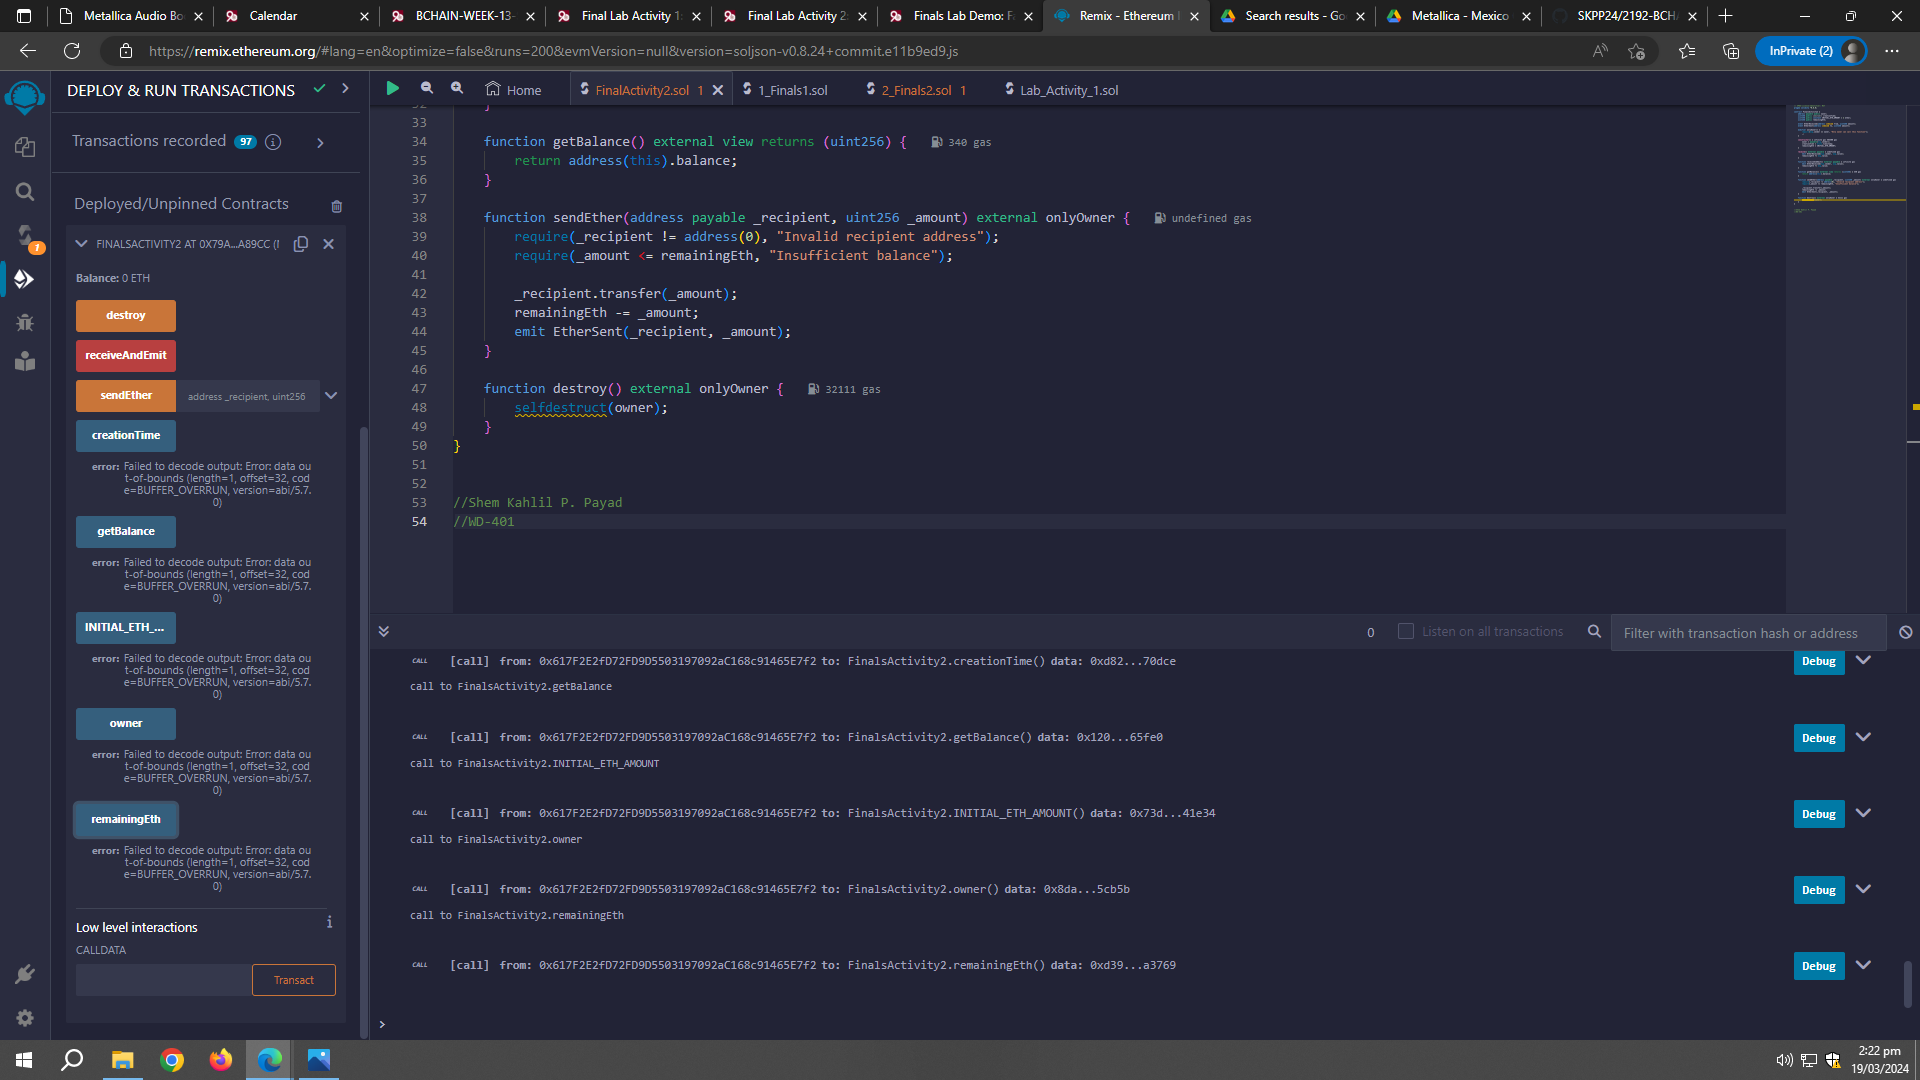 Metallica Audio Bo
Calendar
BCHAIN-WEEK-13-
Final Lab Activity 1:
Final Lab Activity 2:
Finals Lab Demo: F
Remix - Ethereum I
Search results - Go
Metallica - Mexico
SKPP24/2192-BCHA
https://remix.ethereum.org/#lang=en&optimize=false&runs=200&evmVersion=null&version=soljson-v0.8.24+commit.e11b9ed9.js
InPrivate (2)
DEPLOY & RUN TRANSACTIONS
Home
FinalActivity2.sol 1
1_Finals1.sol
2_Finals2.sol 1
Lab_Activity_1.sol
Transactions recorded 97
Deployed/Unpinned Contracts
FINALSACTIVITY2 AT 0X79A...A89CC (
Balance: 0 ETH
destroy
receiveAndEmit
sendEther address _recipient, uint256
creationTime
error: Failed to decode output: Error: data ou
t-of-bounds (length=1, offset=32, cod
e=BUFFER_OVERRUN, version=abi/5.7.
0)
getBalance
error: Failed to decode output: Error: data ou
t-of-bounds (length=1, offset=32, cod
e=BUFFER_OVERRUN, version=abi/5.7.
0)
INITIAL_ETH_...
error: Failed to decode output: Error: data ou
t-of-bounds (length=1, offset=32, cod
e=BUFFER_OVERRUN, version=abi/5.7.
0)
owner
error: Failed to decode output: Error: data ou
t-of-bounds (length=1, offset=32, cod
e=BUFFER_OVERRUN, version=abi/5.7.
0)
remainingEth
error: Failed to decode output: Error: data ou
t-of-bounds (length=1, offset=32, cod
e=BUFFER_OVERRUN, version=abi/5.7.
0)
Low level interactions
CALLDATA
Transact
32 }
33
34 function getBalance() external view returns (uint256) { 340 gas
35 return address(this).balance;
36 }
37
38 function sendEther(address payable _recipient, uint256 _amount) external onlyOwner { undefined gas
39 require(_recipient != address(0), "Invalid recipient address");
40 require(_amount <= remainingEth, "Insufficient balance");
41
42 _recipient.transfer(_amount);
43 remainingEth -= _amount;
44 emit EtherSent(_recipient, _amount);
45 }
46
47 function destroy() external onlyOwner { 32111 gas
48 selfdestruct(owner);
49 }
50 }
51
52
53 //Shem Kahlil P. Payad
54 //WD-401
0 Listen on all transactions Filter with transaction hash or address
CALL [call] from: 0x617F2E2fD72FD9D5503197092aC168c91465E7f2 to: FinalsActivity2.creationTime() data: 0xd82...70dce Debug
call to FinalsActivity2.getBalance
CALL [call] from: 0x617F2E2fD72FD9D5503197092aC168c91465E7f2 to: FinalsActivity2.getBalance() data: 0x120...65fe0 Debug
call to FinalsActivity2.INITIAL_ETH_AMOUNT
CALL [call] from: 0x617F2E2fD72FD9D5503197092aC168c91465E7f2 to: FinalsActivity2.INITIAL_ETH_AMOUNT() data: 0x73d...41e34 Debug
call to FinalsActivity2.owner
CALL [call] from: 0x617F2E2fD72FD9D5503197092aC168c91465E7f2 to: FinalsActivity2.owner() data: 0x8da...5cb5b Debug
call to FinalsActivity2.remainingEth
CALL [call] from: 0x617F2E2fD72FD9D5503197092aC168c91465E7f2 to: FinalsActivity2.remainingEth() data: 0xd39...a3769 Debug
>
2:22 pm
19/03/2024